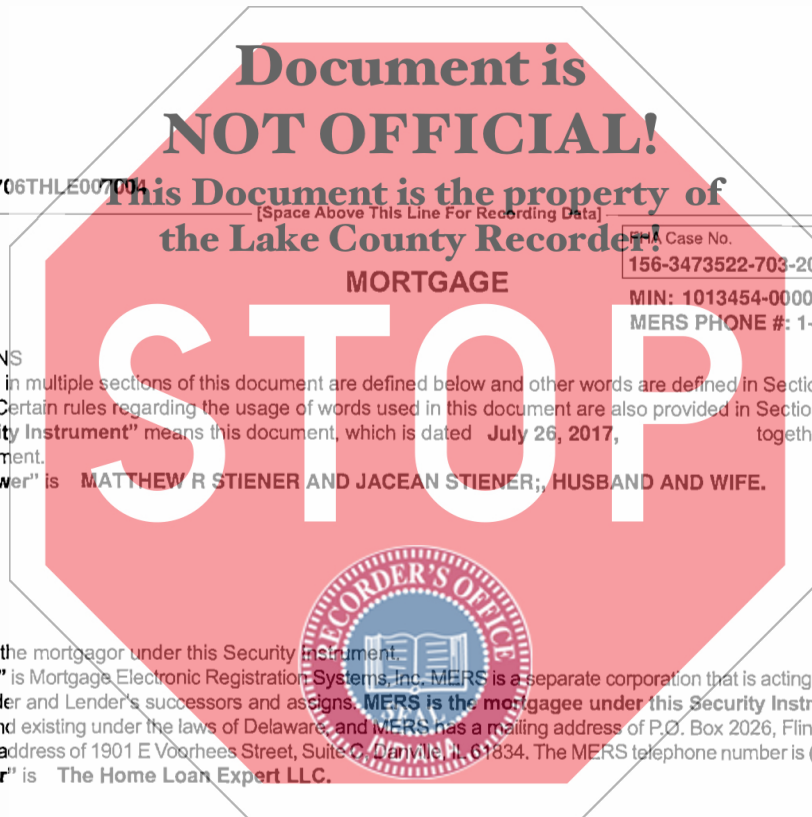 Document is
NOT OFFICIAL!
706THLE007004
This Document is the property of
[Space Above This Line For Recording Data]
the Lake County Recorder!
FHA Case No.
156-3473522-703-20
MORTGAGE
MIN: 1013454-0000
MERS PHONE #: 1-
STOP
NS
in multiple sections of this document are defined below and other words are defined in Sectio
Certain rules regarding the usage of words used in this document are also provided in Sectio
ty Instrument” means this document, which is dated July 26, 2017, togeth
ment.
wer” is MATTHEW R STIENER AND JACEAN STIENER;, HUSBAND AND WIFE.
RECORDER'S OFFICE
SEAL
the mortgagor under this Security Instrument.
” is Mortgage Electronic Registration Systems, Inc. MERS is a separate corporation that is acting
der and Lender's successors and assigns. MERS is the mortgagee under this Security Instr
nd existing under the laws of Delaware, and MERS has a mailing address of P.O. Box 2026, Flin
address of 1901 E Voorhees Street, Suite C, Danville, IL 61834. The MERS telephone number is (
r” is The Home Loan Expert LLC.